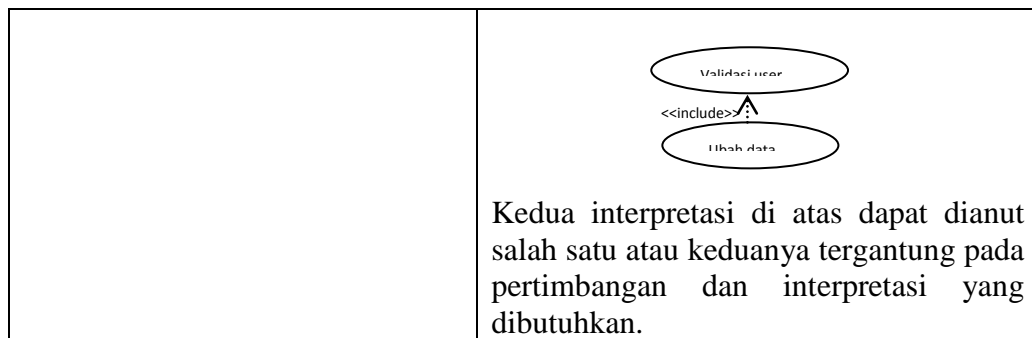 Validasi user
<<include>>
Ubah data
Kedua interpretasi di atas dapat dianut
salah satu atau keduanya tergantung pada
pertimbangan dan interpretasi yang
dibutuhkan.